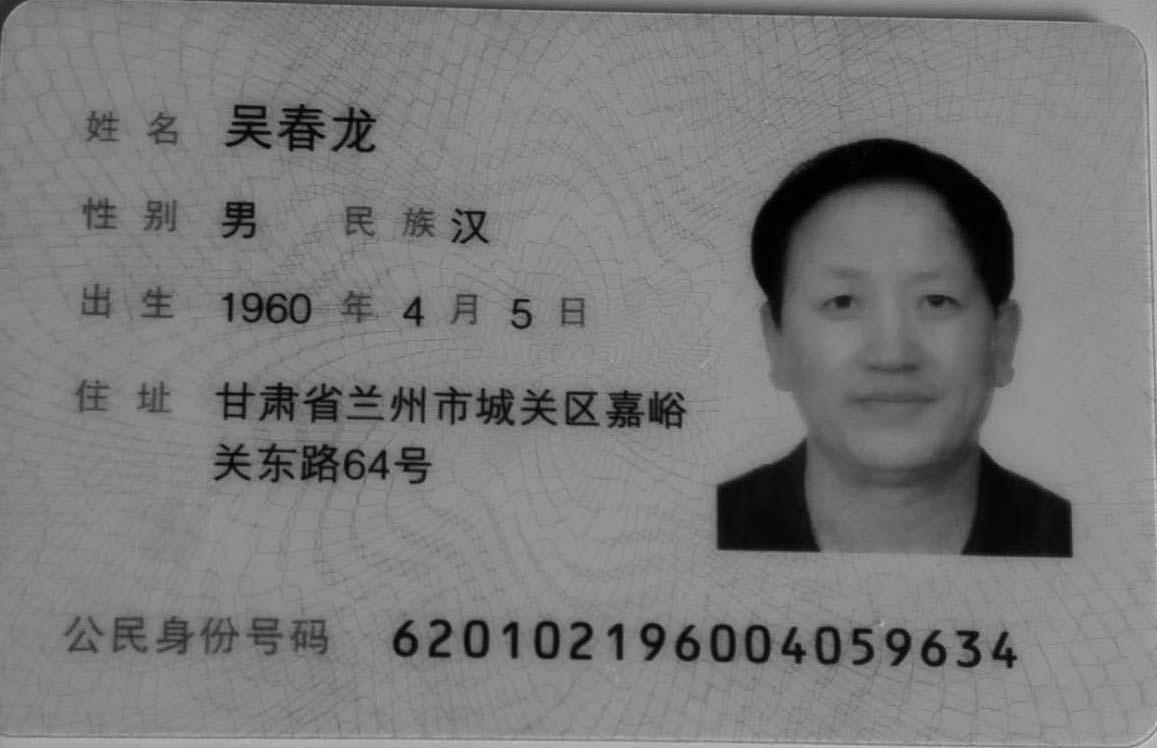 姓名 吴春龙
性别 男 民族 汉
出生 1960 年 4 月 5 日
住址 甘肃省兰州市城关区嘉峪
关东路64号
公民身份号码 620102196004059634